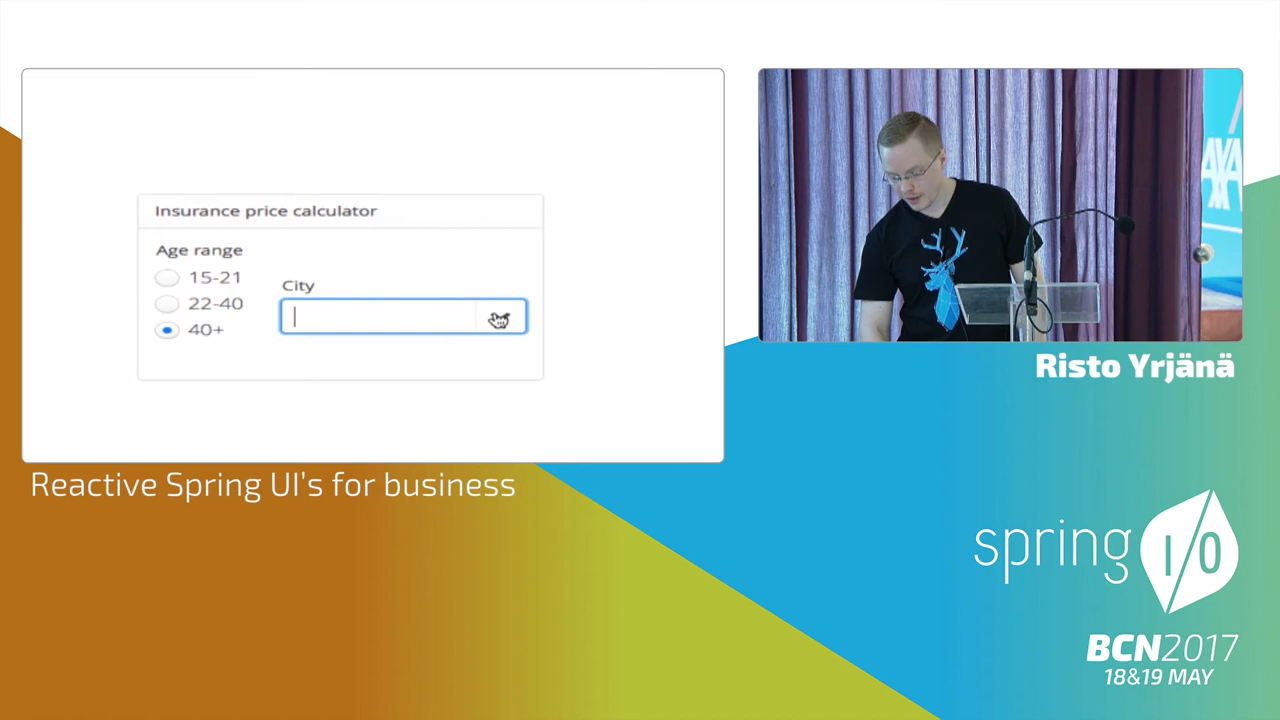 Insurance price calculator
Age range
15-21
22-40
40+
City
AXA
Risto Yrjänä
Reactive Spring UI's for business
spring I/O
BCN2017
18&19 MAY